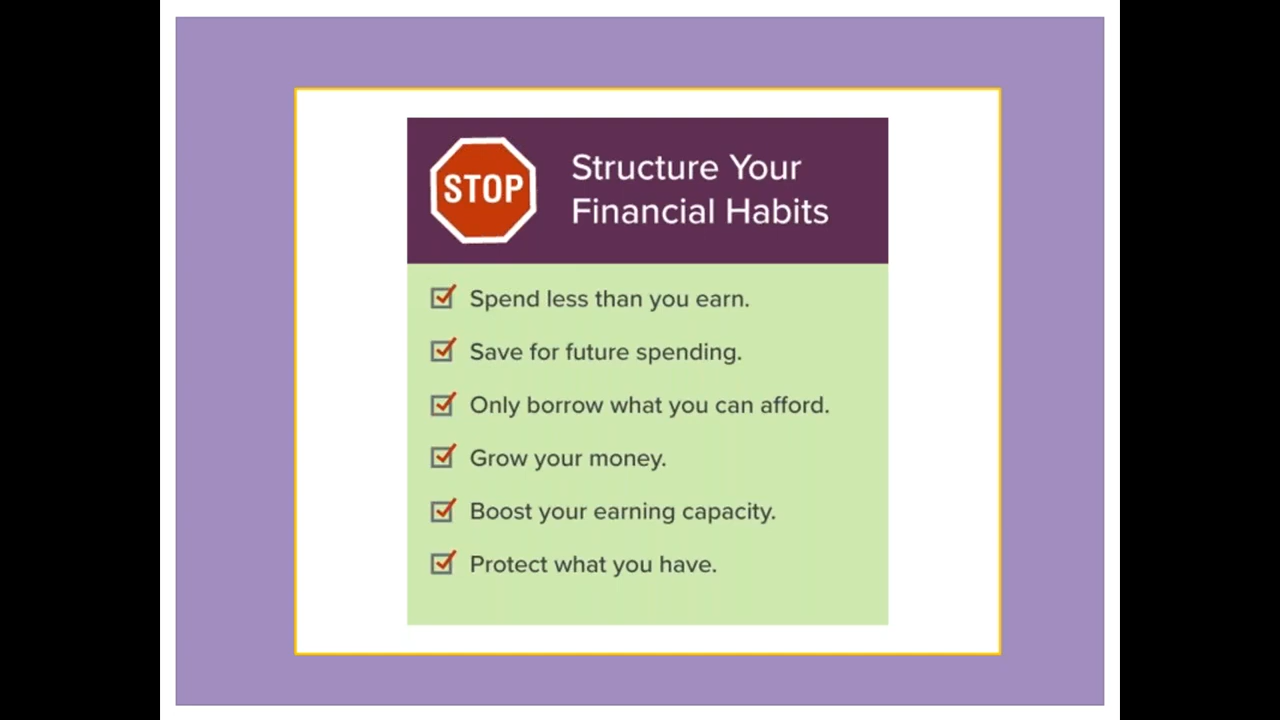 STOP
Structure Your
Financial Habits
Spend less than you earn.
Save for future spending.
Only borrow what you can afford.
Grow your money.
Boost your earning capacity.
Protect what you have.